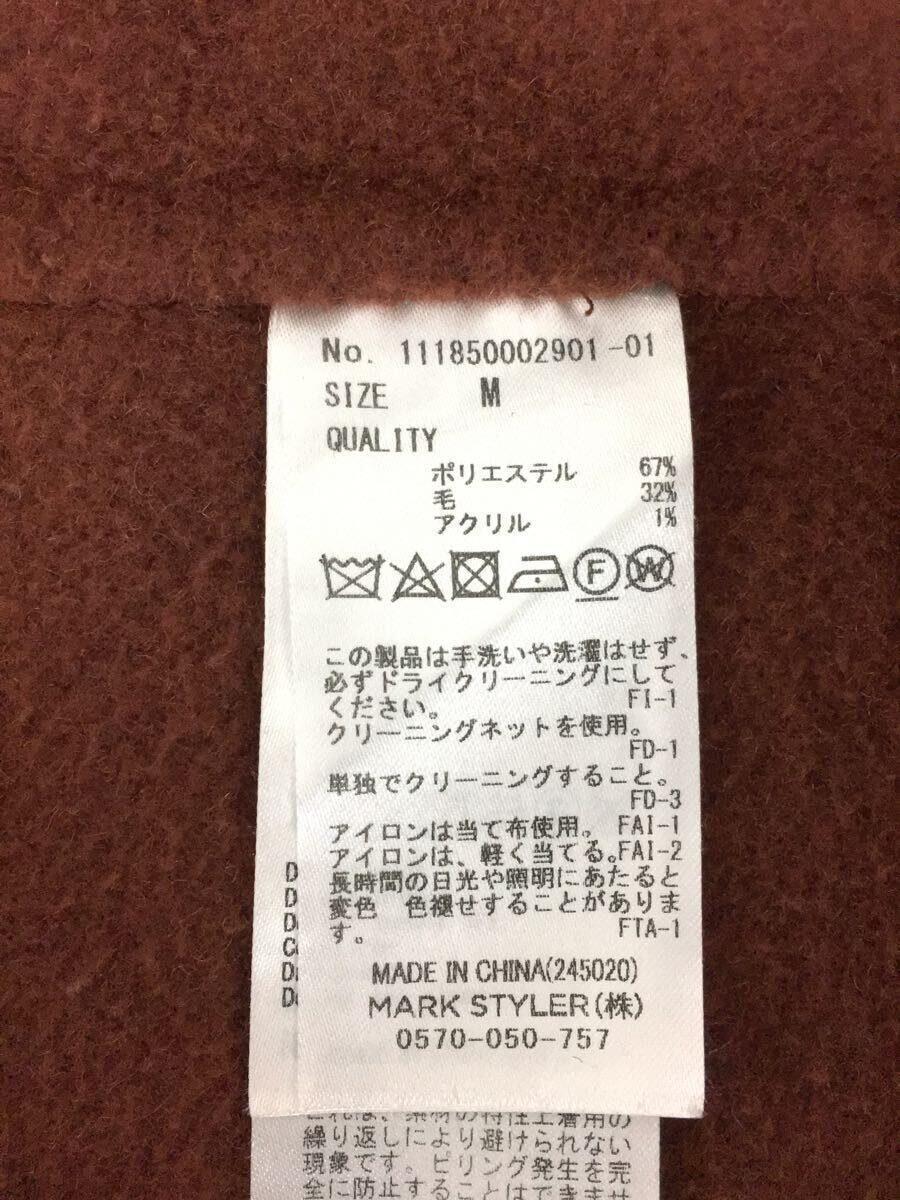 No. 111850002901-01
SIZE M
QUALITY
ポリエステル 67%
毛 32%
アクリル 1%
F W
この製品は手洗いや洗濯はせず、
必ずドライクリーニングにして
ください。 FI-1
クリーニングネットを使用。
FD-1
単独でクリーニングすること。
FD-3
アイロンは当て布使用。 FAI-1
アイロンは、軽く当てる。FAI-2
長時間の日光や照明にあたると
変色 色褪せすることがありま
す。 FTA-1
MADE IN CHINA(245020)
MARK STYLER(株)
0570-050-757
繰り返しにより避けられない
現象です。ピリング発生を完
全に防止することはできませ